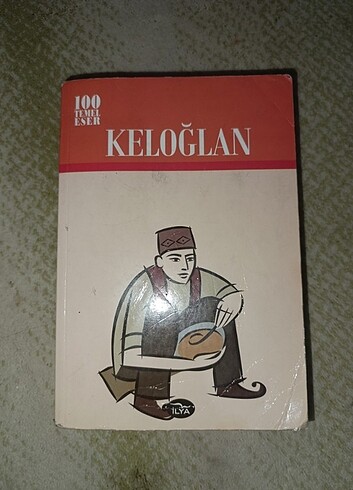 100
TEMEL
ESER
KELOĞLAN
İLYA